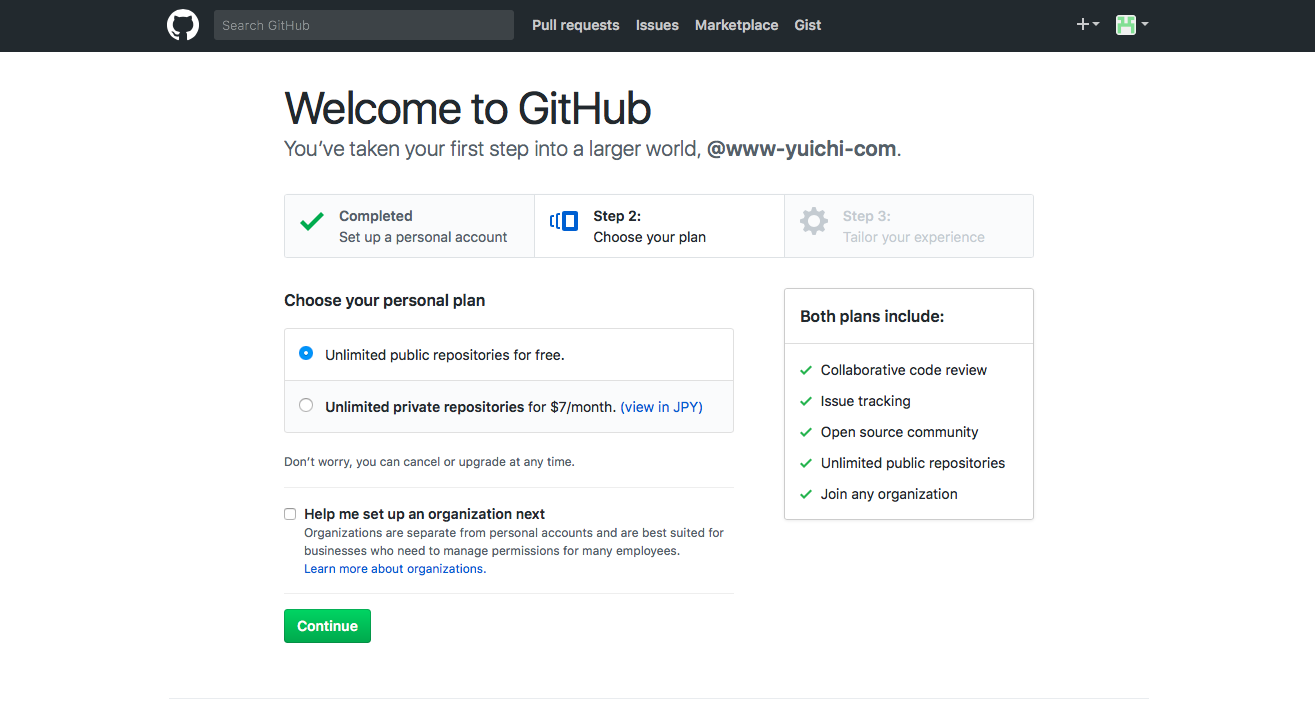 Search GitHub
Pull requests
Issues
Marketplace
Gist
Welcome to GitHub
You’ve taken your first step into a larger world, @www-yuichi-com.
Completed
Set up a personal account
Step 2:
Choose your plan
Step 3:
Tailor your experience
Choose your personal plan
Unlimited public repositories for free.
Unlimited private repositories for $7/month. (view in JPY)
Don’t worry, you can cancel or upgrade at any time.
Help me set up an organization next
Organizations are separate from personal accounts and are best suited for
businesses who need to manage permissions for many employees.
Learn more about organizations.
Continue
Both plans include:
Collaborative code review
Issue tracking
Open source community
Unlimited public repositories
Join any organization